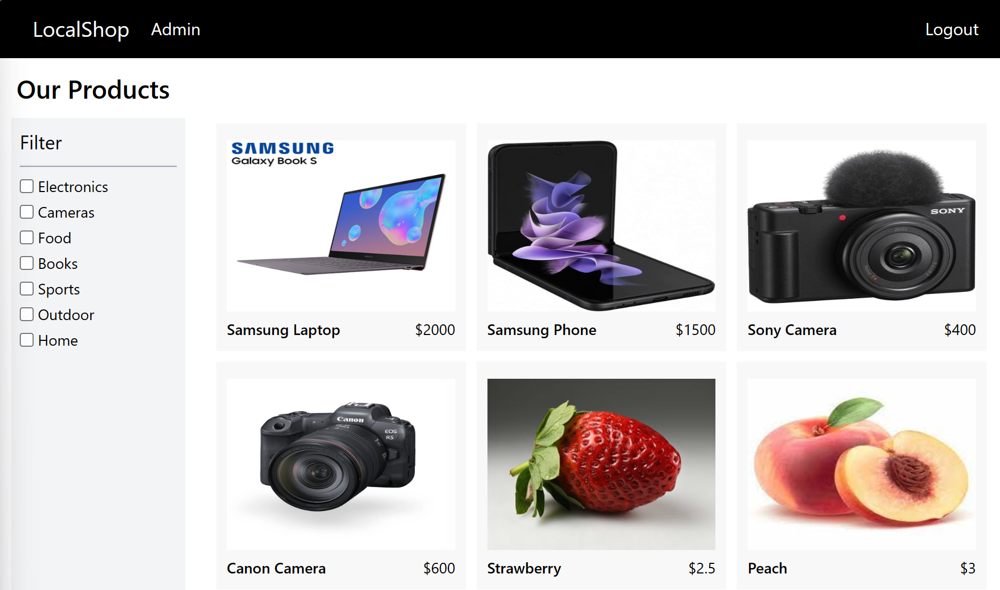 LocalShop Admin Logout
Our Products
Filter
Electronics
Cameras
Food
Books
Sports
Outdoor
Home
SAMSUNG
Galaxy Book S
Samsung Laptop $2000
Samsung Phone $1500
SONY
ZEISS
Sony Camera $400
Canon
EOS
R5
Canon Camera $600
Strawberry $2.5
Peach $3